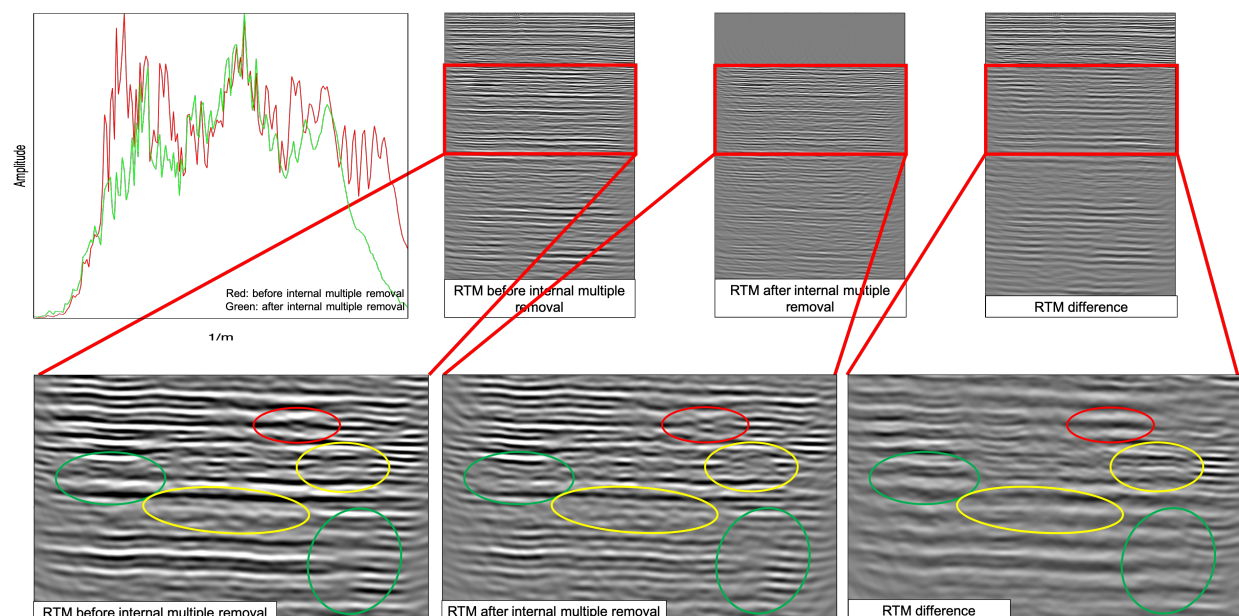 Amplitude
Red: before internal multiple removal
Green: after internal multiple removal
1/m
RTM before internal multiple
removal
RTM after internal multiple
removal
RTM difference
RTM before internal multiple removal
RTM after internal multiple removal
RTM difference